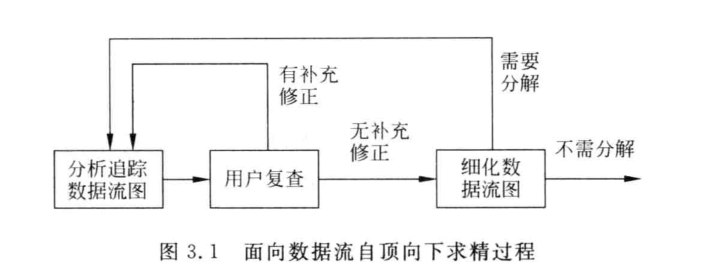 需要
分解
有补充
修正
无补充
修正
不需分解
分析追踪
数据流图
用户复查
细化数
据流图
图 3.1 面向数据流自顶向下求精过程